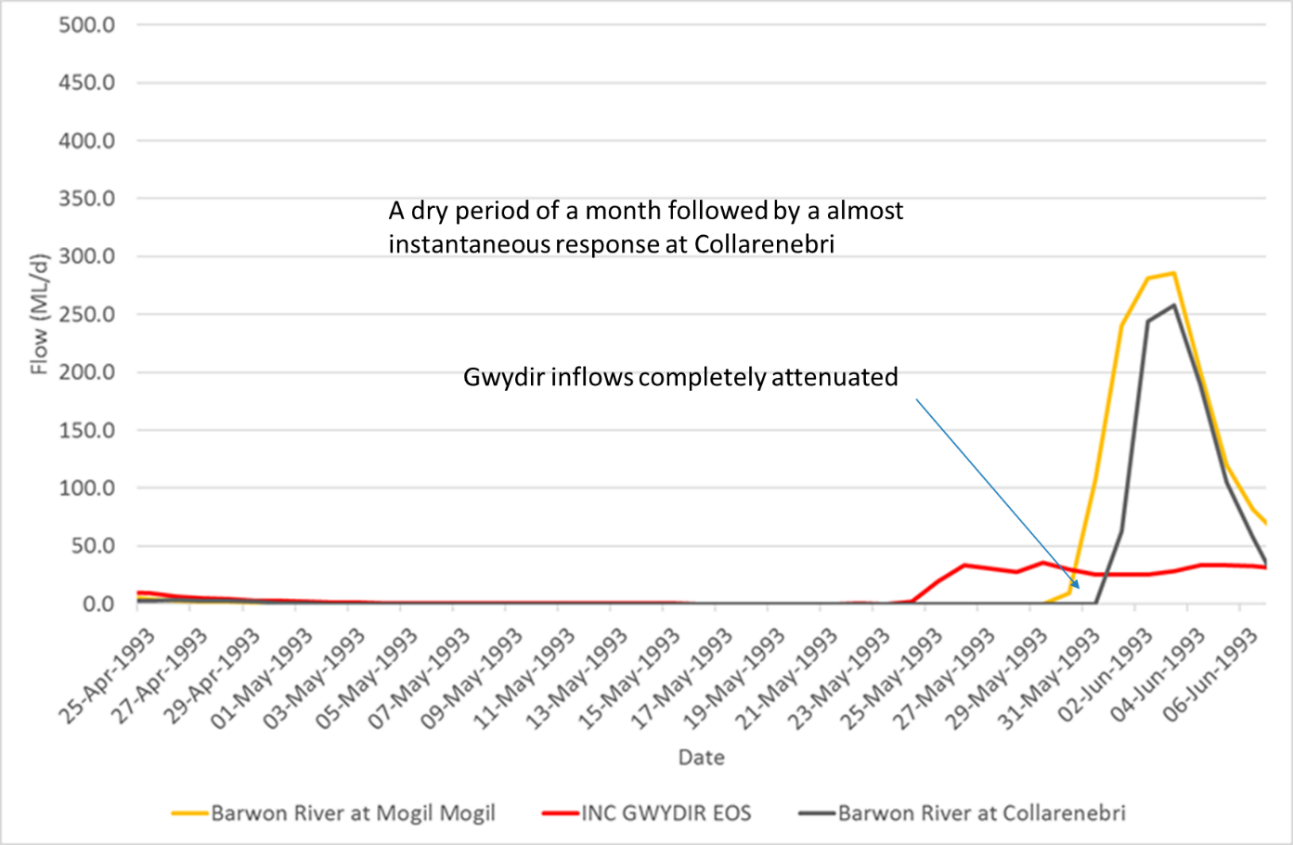 500.0
450.0
400.0
350.0
300.0
250.0
200.0
150.0
100.0
50.0
0.0
Flow (ML/d)
A dry period of a month followed by a almost
instantaneous response at Collarenebri
Gwydir inflows completely attenuated
25-Apr-1993
27-Apr-1993
29-Apr-1993
01-May-1993
03-May-1993
05-May-1993
07-May-1993
09-May-1993
11-May-1993
13-May-1993
15-May-1993
17-May-1993
19-May-1993
21-May-1993
23-May-1993
25-May-1993
27-May-1993
29-May-1993
31-May-1993
02-Jun-1993
04-Jun-1993
06-Jun-1993
Date
Barwon River at Mogil Mogil
INC GWYDIR EOS
Barwon River at Collarenebri